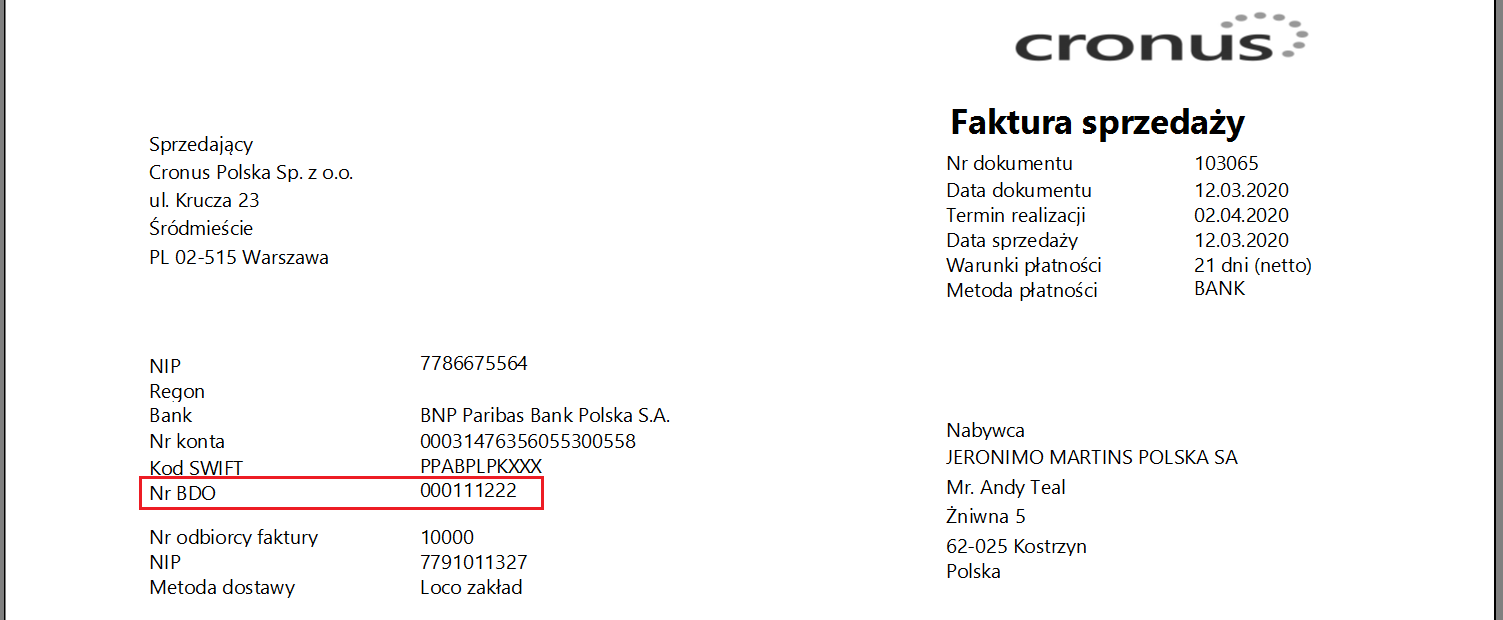 cronus
Faktura sprzedaży
Sprzedający
Cronus Polska Sp. z o.o.
ul. Krucza 23
Śródmieście
PL 02-515 Warszawa
Nr dokumentu 103065
Data dokumentu 12.03.2020
Termin realizacji 02.04.2020
Data sprzedaży 12.03.2020
Warunki płatności 21 dni (netto)
Metoda płatności BANK
NIP 7786675564
Regon
Bank BNP Paribas Bank Polska S.A.
Nr konta 00031476356055300558
Kod SWIFT PPABPLPKXXX
Nr BDO 000111222
Nr odbiorcy faktury 10000
NIP 7791011327
Metoda dostawy Loco zakład
Nabywca
JERONIMO MARTINS POLSKA SA
Mr. Andy Teal
Żniwna 5
62-025 Kostrzyn
Polska